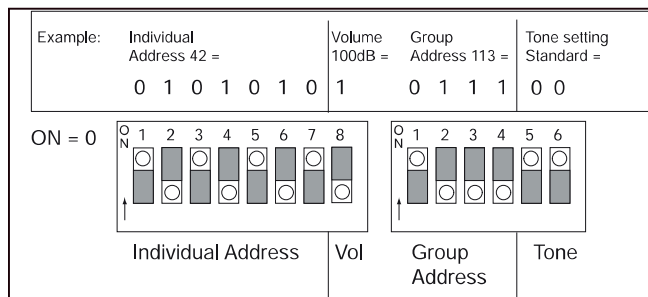 Example: Individual Volume Group Tone setting
Address 42 = 100dB = Address 113 = Standard =
0 1 0 1 0 1 0 1 0 1 1 1 0 0
ON = 0 ON 1 2 3 4 5 6 7 8 ON 1 2 3 4 5 6
Individual Address Vol Group Tone
Address